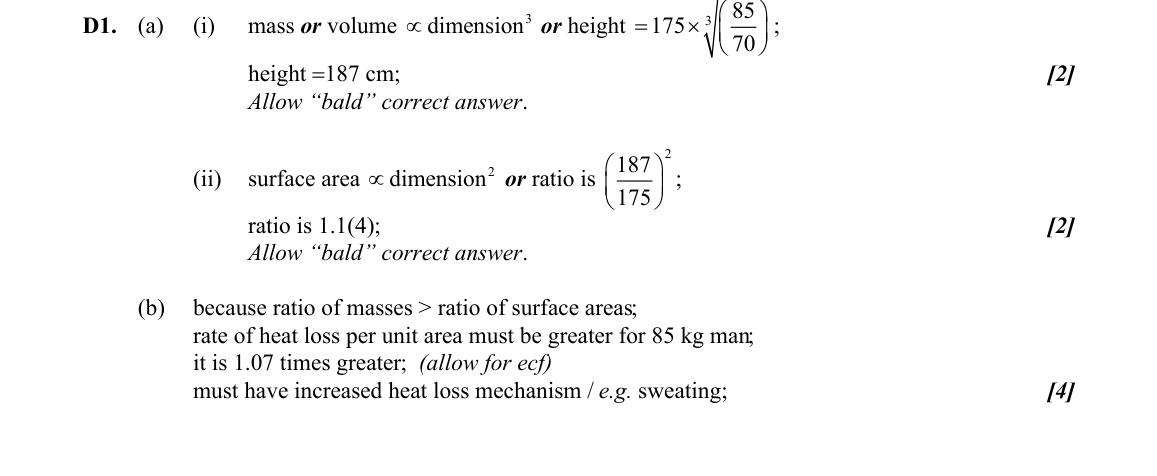 D1. (a) (i) mass or volume ∝ dimension³ or height =175×∛(85/70);
height =187 cm; [2]
Allow “bald” correct answer.
(ii) surface area ∝ dimension² or ratio is (187/175)²;
ratio is 1.1(4); [2]
Allow “bald” correct answer.
(b) because ratio of masses > ratio of surface areas;
rate of heat loss per unit area must be greater for 85 kg man;
it is 1.07 times greater; (allow for ecf)
must have increased heat loss mechanism / e.g. sweating; [4]